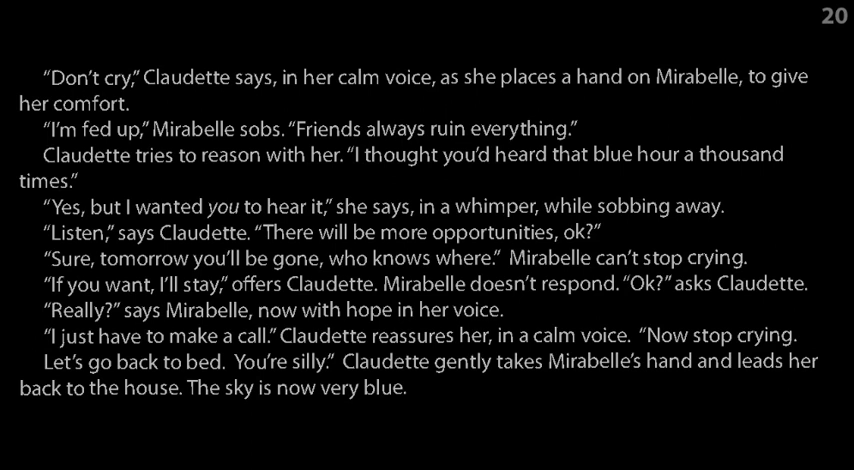 20
“Don’t cry,” Claudette says, in her calm voice, as she places a hand on Mirabelle, to give
her comfort.
“I’m fed up,” Mirabelle sobs. “Friends always ruin everything.”
Claudette tries to reason with her. “I thought you’d heard that blue hour a thousand
times.”
“Yes, but I wanted you to hear it,” she says, in a whimper, while sobbing away.
“Listen,” says Claudette. “There will be more opportunities, ok?”
“Sure, tomorrow you’ll be gone, who knows where.”  Mirabelle can’t stop crying.
“If you want, I’ll stay,” offers Claudette. Mirabelle doesn’t respond. “Ok?” asks Claudette.
“Really?” says Mirabelle, now with hope in her voice.
“I just have to make a call.” Claudette reassures her, in a calm voice.  “Now stop crying.
Let’s go back to bed.  You’re silly.”  Claudette gently takes Mirabelle’s hand and leads her
back to the house. The sky is now very blue.